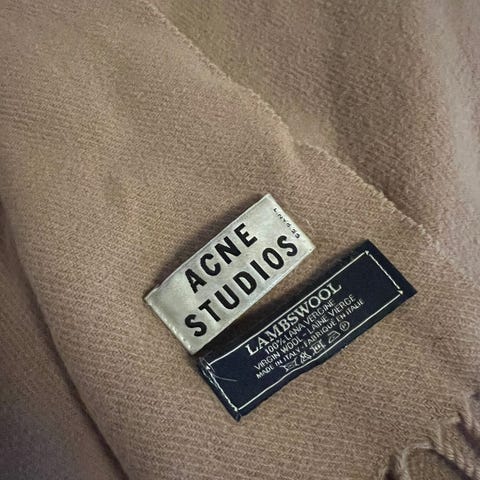 ACNE
STUDIOS
LAMBSWOOL
100% LANA VERGINE
VIRGIN WOOL - LAINE VIERGE
MADE IN ITALY - FABRIQUÉ EN ITALIE